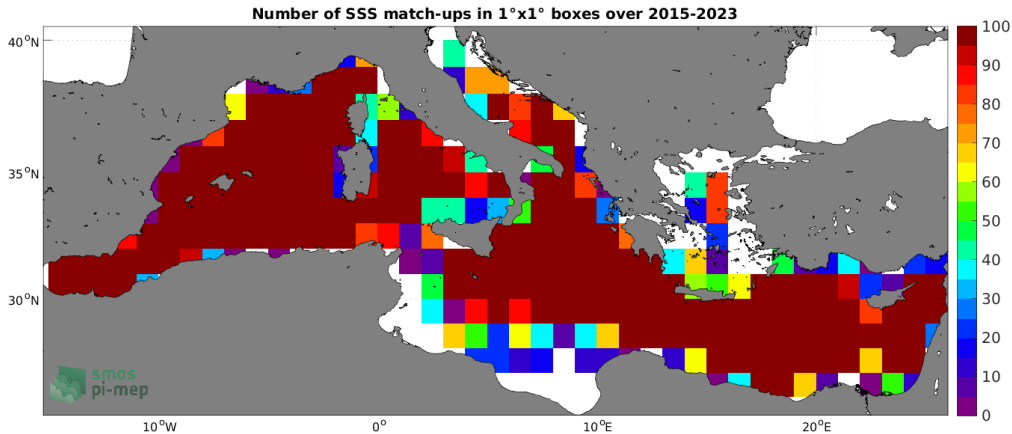 Number of SSS match-ups in 1°x1° boxes over 2015-2023
40°N
35°N
30°N
10°W
0°
10°E
20°E
100
90
80
70
60
50
40
30
20
10
0
smos
pi-mep